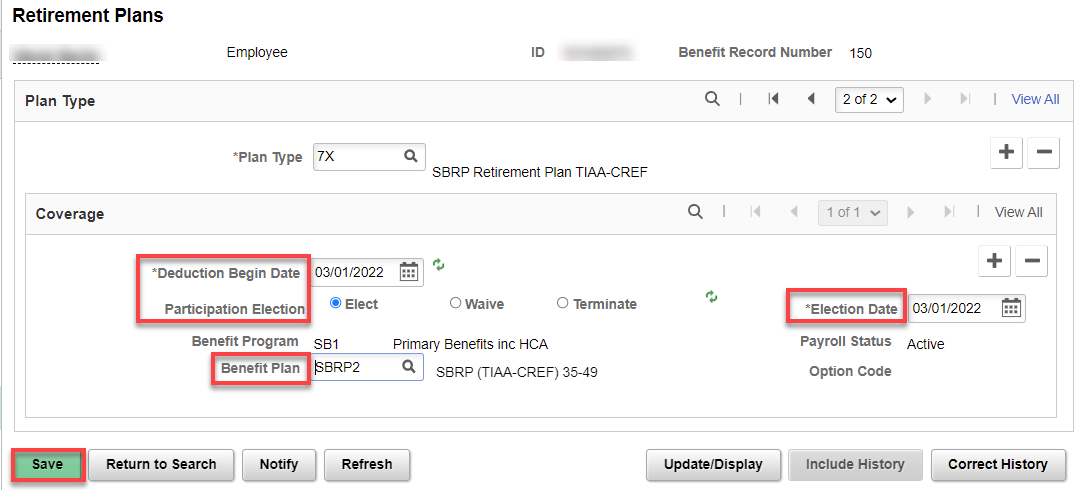 Retirement Plans
Employee ID Benefit Record Number 150
Plan Type 2 of 2 View All
*Plan Type 7X SBRP Retirement Plan TIAA-CREF
Coverage 1 of 1 View All
*Deduction Begin Date 03/01/2022
Participation Election Elect Waive Terminate *Election Date 03/01/2022
Benefit Program SB1 Primary Benefits inc HCA Payroll Status Active
Benefit Plan SBRP2 SBRP (TIAA-CREF) 35-49 Option Code
Save Return to Search Notify Refresh Update/Display Include History Correct History